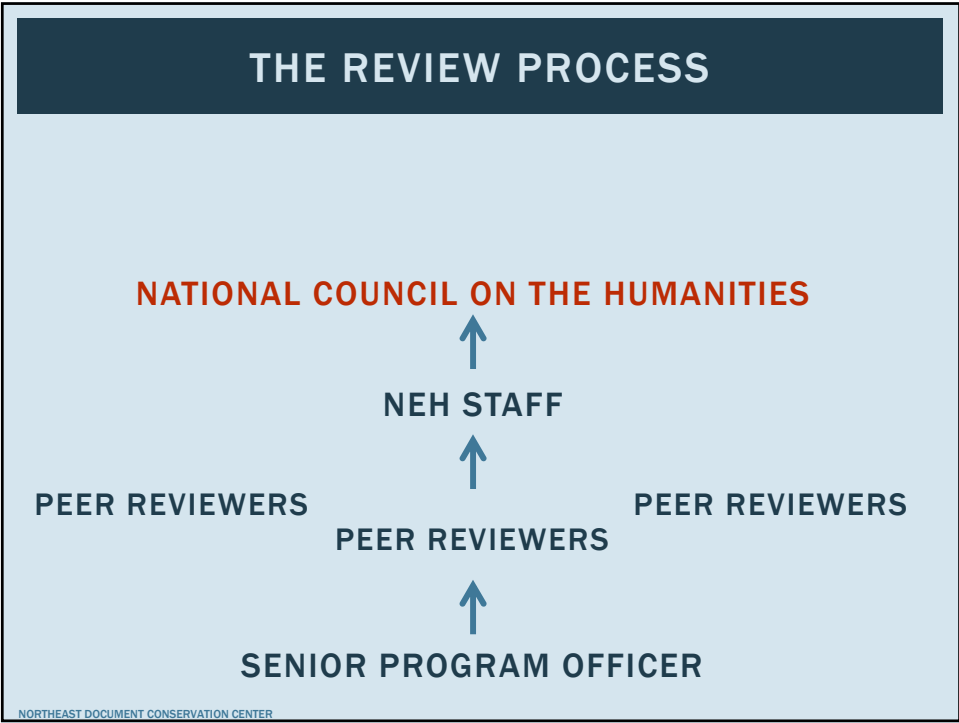 THE REVIEW PROCESS
NATIONAL COUNCIL ON THE HUMANITIES
NEH STAFF
PEER REVIEWERS
PEER REVIEWERS
PEER REVIEWERS
SENIOR PROGRAM OFFICER
NORTHEAST DOCUMENT CONSERVATION CENTER